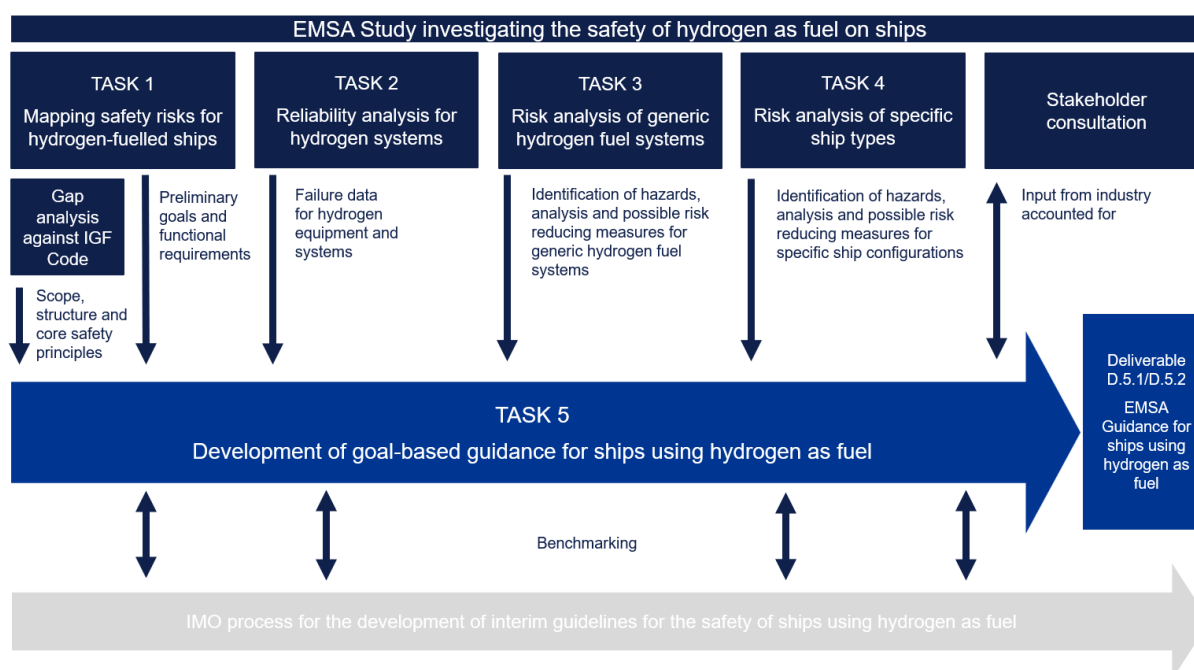 EMSA Study investigating the safety of hydrogen as fuel on ships
TASK 1
Mapping safety risks for
hydrogen-fuelled ships
TASK 2
Reliability analysis for
hydrogen systems
TASK 3
Risk analysis of generic
hydrogen fuel systems
TASK 4
Risk analysis of specific
ship types
Stakeholder
consultation
Gap
analysis
against IGF
Code
Preliminary
goals and
functional
requirements
Failure data
for hydrogen
equipment and
systems
Identification of hazards,
analysis and possible risk
reducing measures for
generic hydrogen fuel
systems
Identification of hazards,
analysis and possible risk
reducing measures for
specific ship configurations
Input from industry
accounted for
Scope,
structure and
core safety
principles
TASK 5
Development of goal-based guidance for ships using hydrogen as fuel
Deliverable
D.5.1/D.5.2
EMSA
Guidance for
ships using
hydrogen as
fuel
Benchmarking
IMO process for the development of interim guidelines for the safety of ships using hydrogen as fuel